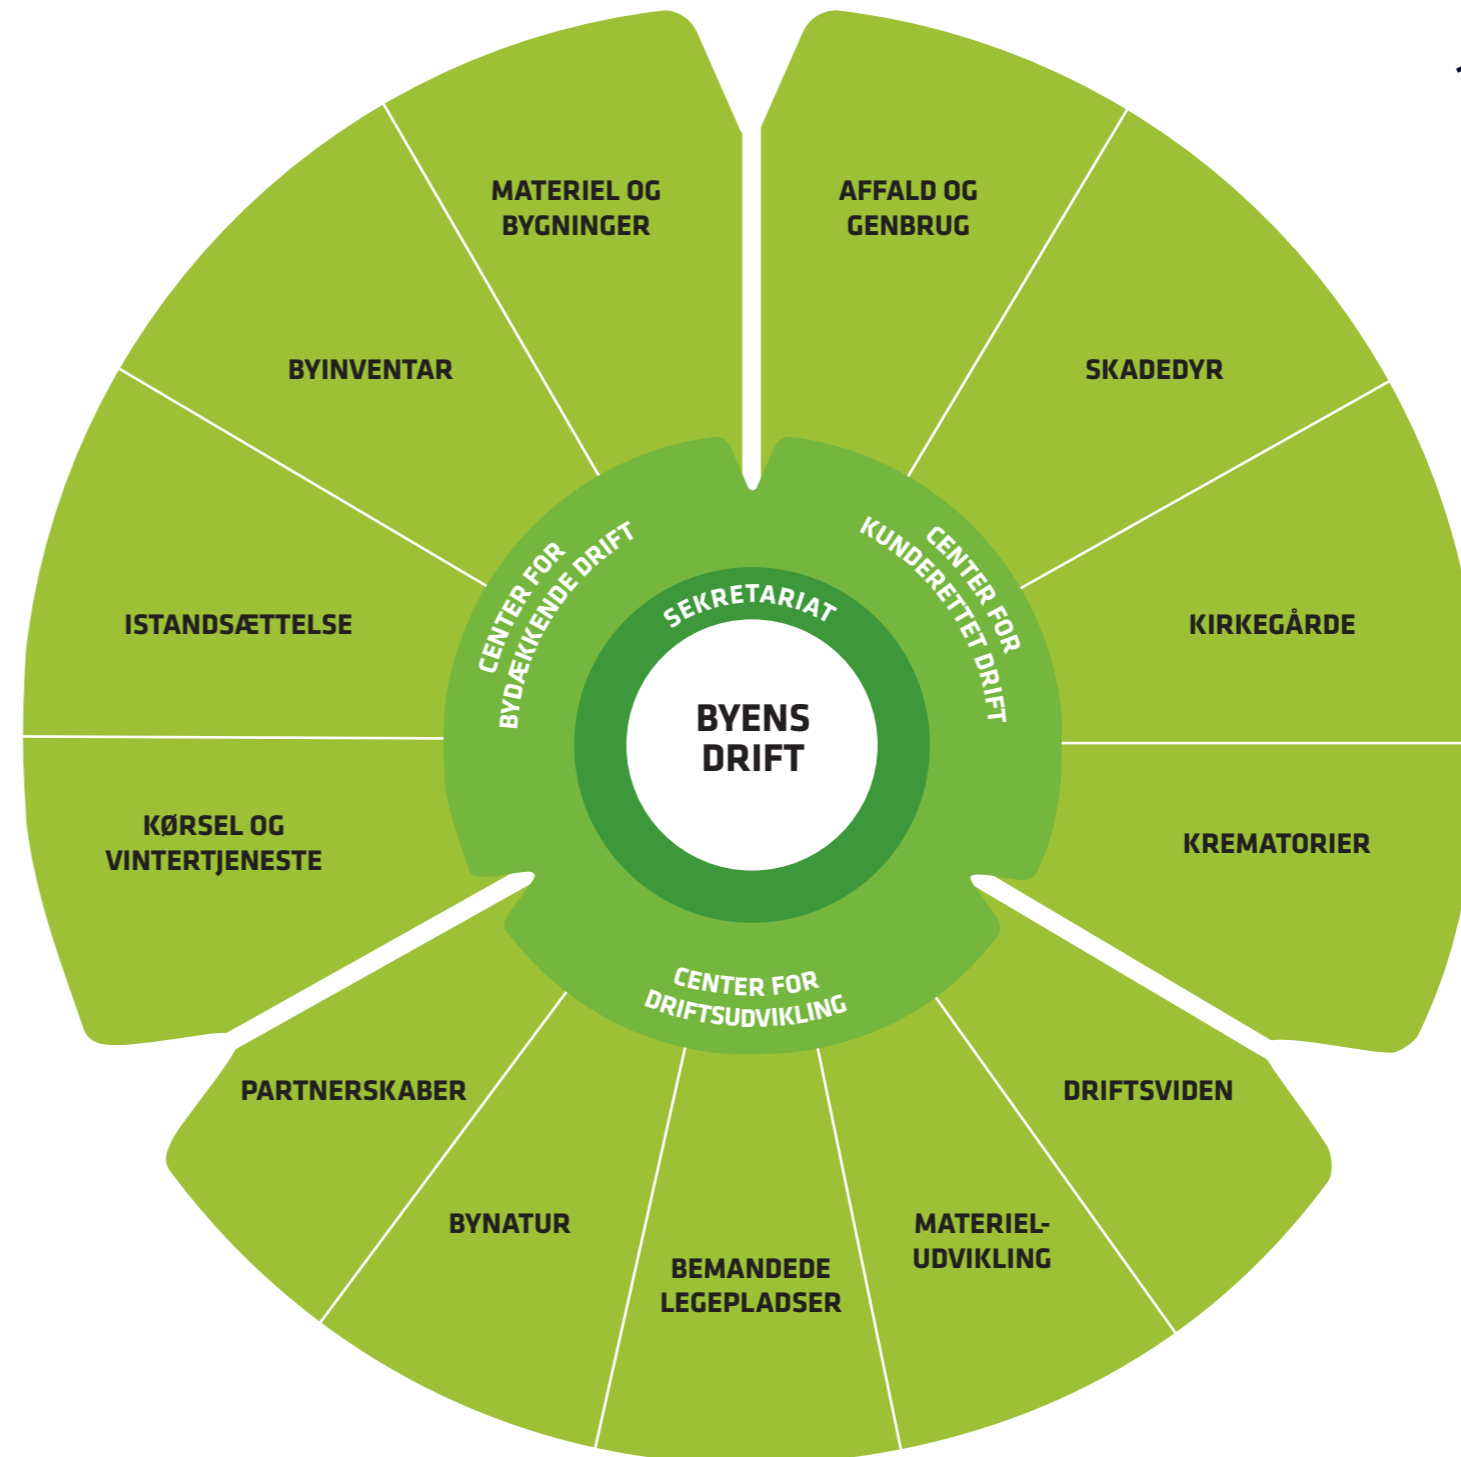 MATERIEL OG
BYGNINGER
AFFALD OG
GENBRUG
BYINVENTAR
SKADEDYR
ISTANDSÆTTELSE
KIRKEGÅRDE
KØRSEL OG
VINTERTJENESTE
KREMATORIER
CENTER FOR
BYDÆKKENDE DRIFT
CENTER FOR
KUNDERETTET DRIFT
SEKRETARIAT
BYENS
DRIFT
CENTER FOR
DRIFTSUDVIKLING
PARTNERSKABER
DRIFTSVIDEN
BYNATUR
MATERIEL-
UDVIKLING
BEMANDEDE
LEGEPLADSER